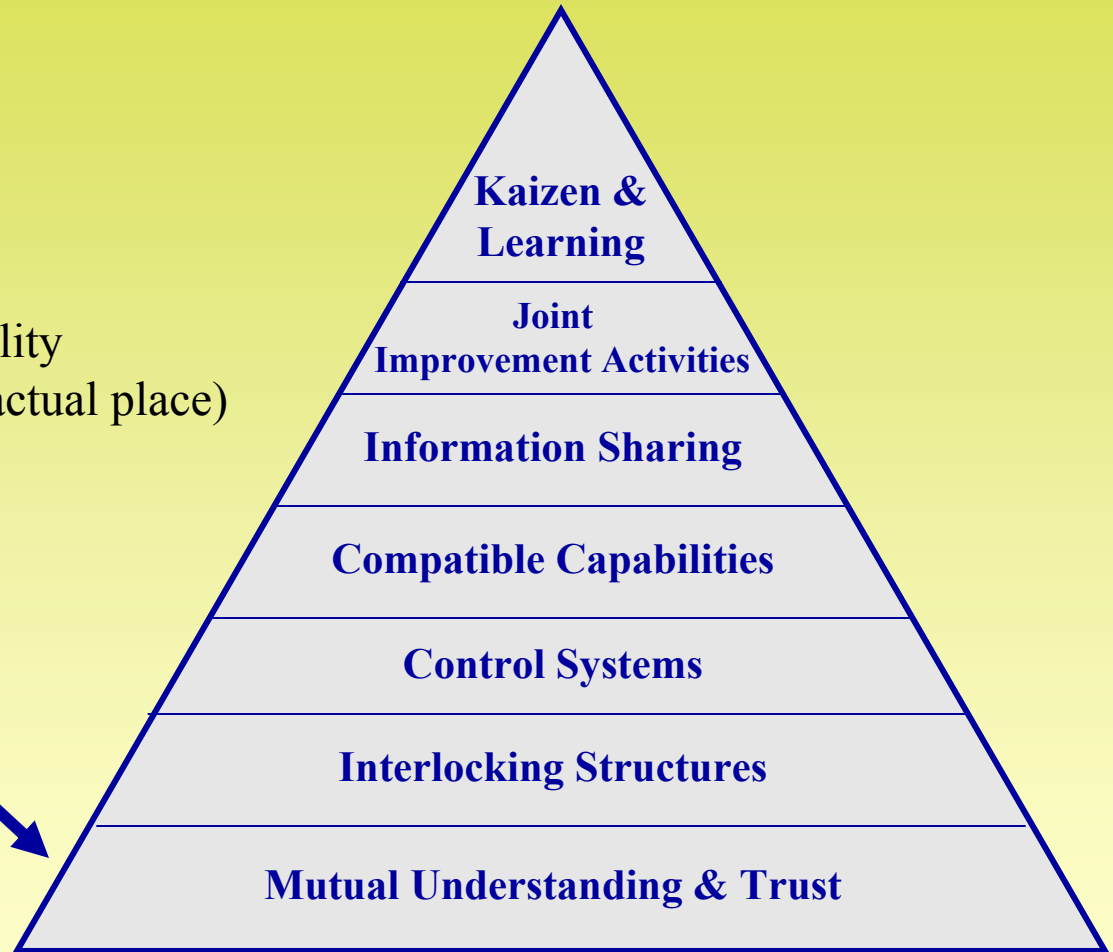 Kaizen &
Learning
Joint
Improvement Activities
lity
actual place)
Information Sharing
Compatible Capabilities
Control Systems
Interlocking Structures
Mutual Understanding & Trust